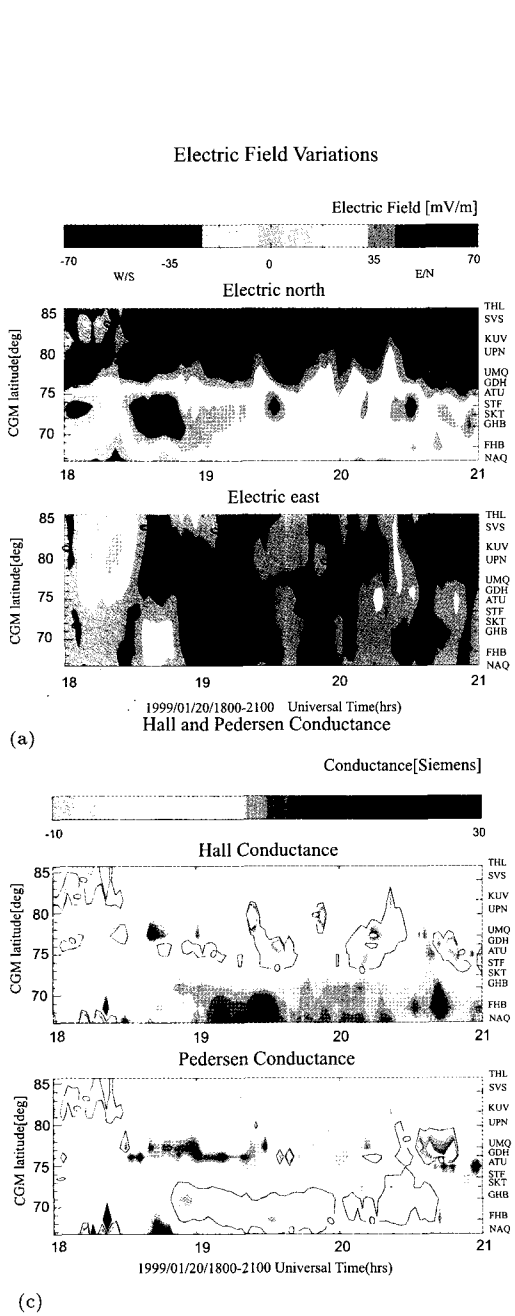 Electric Field Variations
Electric Field [mV/m]
-70 -35 0 35 70
W/S E/N
Electric north
CGM latitude[deg]
85
80
75
70
THL
SVS
KUV
UPN
UMQ
GDH
ATU
STF
SKT
GHB
FHB
NAQ
18 19 20 21
Electric east
CGM latitude[deg]
85
80
75
70
THL
SVS
KUV
UPN
UMQ
GDH
ATU
STF
SKT
GHB
FHB
NAQ
18 19 20 21
1999/01/20/1800-2100 Universal Time(hrs)
Hall and Pedersen Conductance
(a)
Conductance[Siemens]
-10 30
Hall Conductance
CGM latitude[deg]
85
80
75
70
THL
SVS
KUV
UPN
UMQ
GDH
ATU
STF
SKT
GHB
FHB
NAQ
18 19 20 21
Pedersen Conductance
CGM latitude[deg]
85
80
75
70
THL
SVS
KUV
UPN
UMQ
GDH
ATU
STF
SKT
GHB
FHB
NAQ
18 19 20 21
1999/01/20/1800-2100 Universal Time(hrs)
(c)